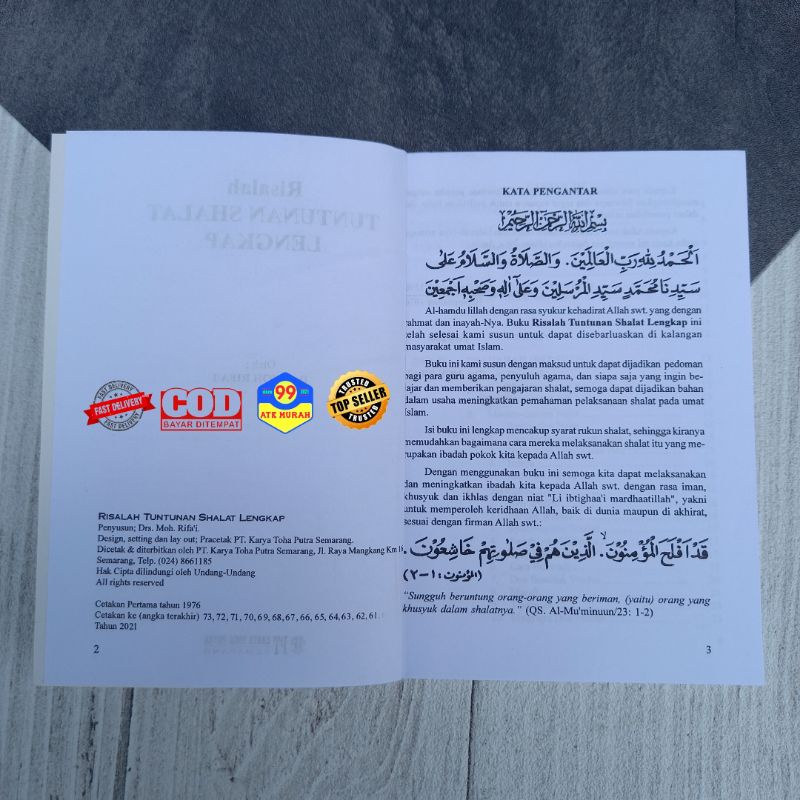 FAST DELIVERY
COD
BAYAR DITEMPAT
99
ATK MURAH
TRUSTED
TOP SELLER
TRUSTED
RISALAH TUNTUNAN SHALAT LENGKAP
Penyusun; Drs. Moh. Rifa'i.
Design, setting dan lay out; Pracetak PT. Karya Toha Putra Semarang.
Dicetak & diterbitkan oleh PT. Karya Toha Putra Semarang, Jl. Raya Mangkang Km
Semarang, Telp. (024) 8661185
Hak Cipta dilindungi oleh Undang-Undang
All rights reserved
Cetakan Pertama tahun 1976
Cetakan ke (angka terakhir) 73, 72, 71, 70, 69, 68, 67, 66, 65, 64, 63, 62, 61.
Tahun 2021
2
KATA PENGANTAR
بسم الله الرحمن الرحيم
اَلْحَمْدُ لِلّٰهِ رَبِّ الْعَالَمِيْنَ. وَالصَّلَاةُ وَالسَّلَامُ عَلَى
سَيِّدِنَا مُحَمَّدٍ سَيِّدِ الْمُرْسَلِيْنَ وَعَلَى اٰلِهِ وَصَحْبِهِ اَجْمَعِيْنَ
Al-hamdu lillah dengan rasa syukur kehadirat Allah swt. yang dengan
rahmat dan inayah-Nya. Buku Risalah Tuntunan Shalat Lengkap ini
telah selesai kami susun untuk dapat disebarluaskan di kalangan
masyarakat umat Islam.
Buku ini kami susun dengan maksud untuk dapat dijadikan pedoman
bagi para guru agama, penyuluh agama, dan siapa saja yang ingin be-
lajar dan memberikan pengajaran shalat, semoga dapat dijadikan bahan
dalam usaha meningkatkan pemahaman pelaksanaan shalat pada umat
Islam.
Isi buku ini lengkap mencakup syarat rukun shalat, sehingga kiranya
memudahkan bagaimana cara mereka melaksanakan shalat itu yang me-
rupakan ibadah pokok kita kepada Allah swt.
Dengan menggunakan buku ini semoga kita dapat melaksanakan
dan meningkatkan ibadah kita kepada Allah swt. dengan rasa iman,
khusyuk dan ikhlas dengan niat "Li ibtighaa'i mardhaatillah", yakni
untuk memperoleh keridhaan Allah, baik di dunia maupun di akhirat,
sesuai dengan firman Allah swt.:
قَدْ اَفْلَحَ الْمُؤْمِنُوْنَ ۙ. الَّذِيْنَ هُمْ فِيْ صَلَوتِهِمْ خَاشِعُوْنَ.
(المؤمنون : ١-٢)
"Sungguh beruntung orang-orang yang beriman, (yaitu) orang yang
khusyuk dalam shalatnya." (QS. Al-Mu'minuun/23: 1-2)
3